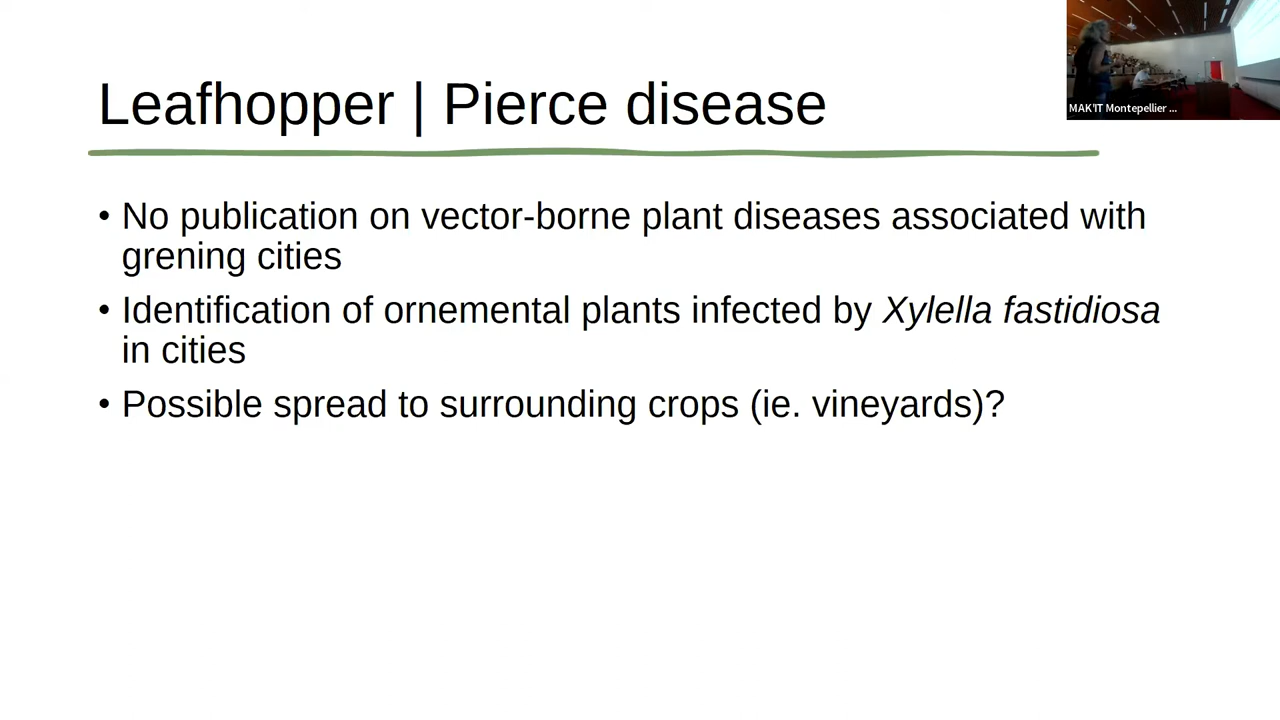 Leafhopper | Pierce disease
MAK'IT Montepellier ...
• No publication on vector-borne plant diseases associated with
grening cities
• Identification of ornemental plants infected by Xylella fastidiosa
in cities
• Possible spread to surrounding crops (ie. vineyards)?